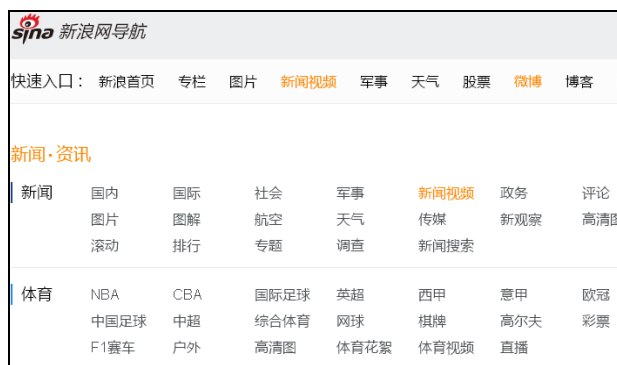 sina 新浪网导航
快速入口： 新浪首页 专栏 图片 新闻视频 军事 天气 股票 微博 博客
新闻·资讯
新闻 国内 国际 社会 军事 新闻视频 政务 评论
图片 图解 航空 天气 传媒 新观察 高清图
滚动 排行 专题 调查 新闻搜索
体育 NBA CBA 国际足球 英超 西甲 意甲 欧冠
中国足球 中超 综合体育 网球 棋牌 高尔夫 彩票
F1赛车 户外 高清图 体育花絮 体育视频 直播